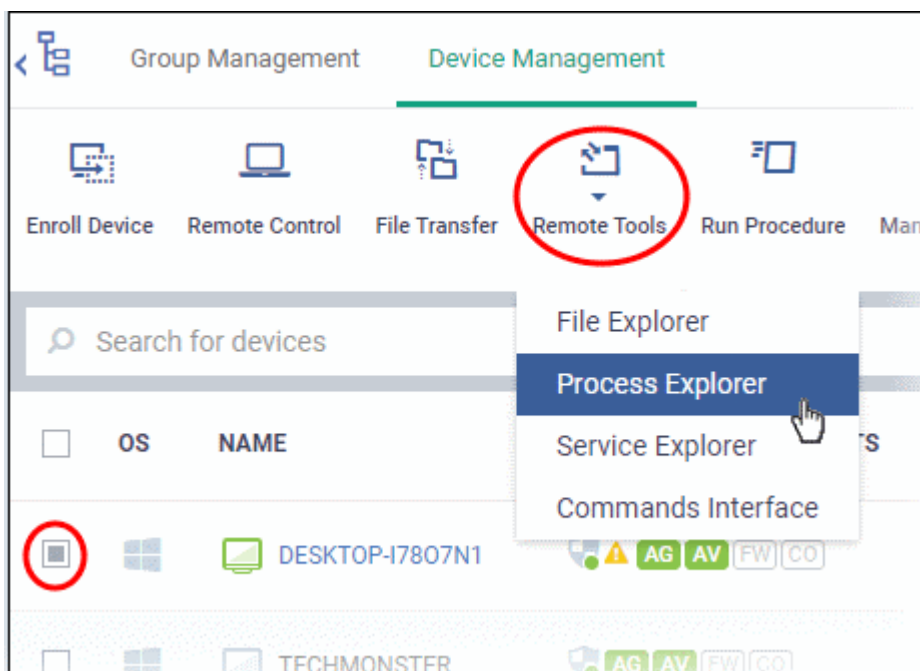 Group Management Device Management
Enroll Device Remote Control File Transfer Remote Tools Run Procedure Man
Search for devices
File Explorer
Process Explorer
Service Explorer
Commands Interface
OS NAME TS
DESKTOP-I78O7N1 AG AV FW CO
TECHMONSTER AG AV FW CO